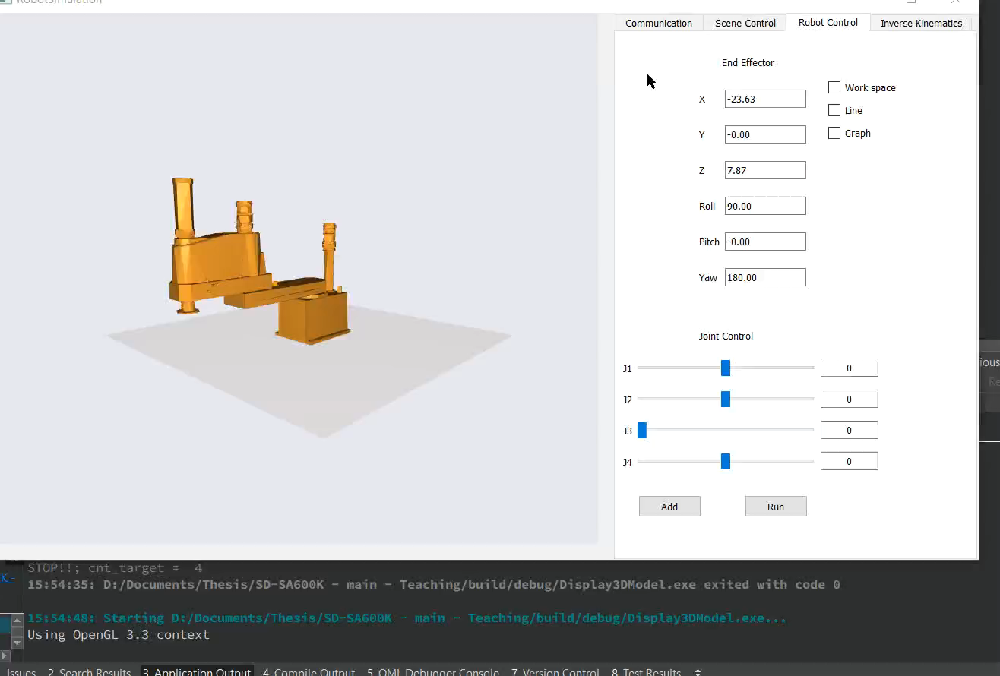 RobotSimulation
Communication Scene Control Robot Control Inverse Kinematics
End Effector
X -23.63
Y -0.00
Z 7.87
Roll 90.00
Pitch -0.00
Yaw 180.00
Work space
Line
Graph
Joint Control
J1 0
J2 0
J3 0
J4 0
Add Run
ious
Re
K-
STOP!!; cnt_target = 4
15:54:35: D:/Documents/Thesis/SD-SA600K - main - Teaching/build/debug/Display3DModel.exe exited with code 0
15:54:48: Starting D:/Documents/Thesis/SD-SA600K - main - Teaching/build/debug/Display3DModel.exe...
Using OpenGL 3.3 context
Issues 2 Search Results 3 Application Output 4 Compile Output 5 QML Debugger Console 7 Version Control 8 Test Results